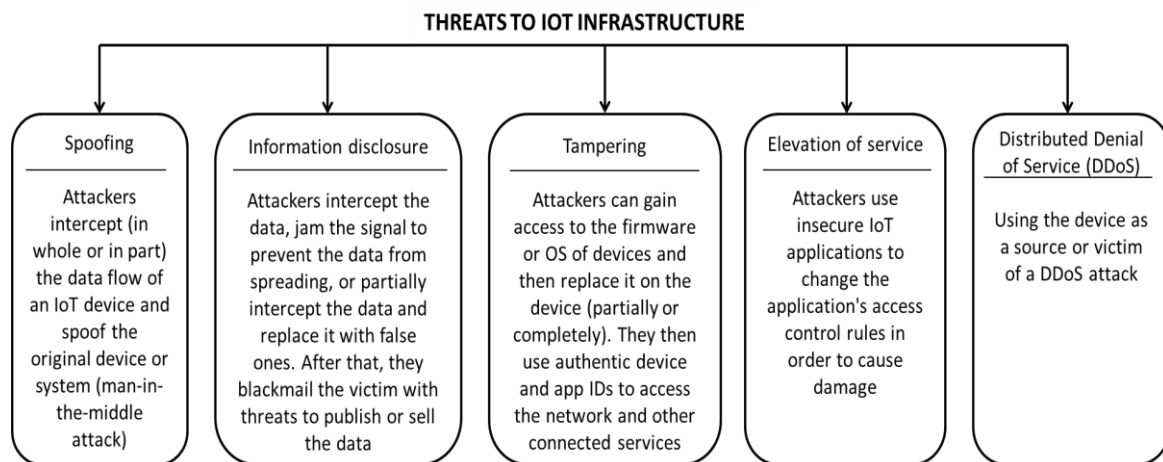 THREATS TO IOT INFRASTRUCTURE
Spoofing
Attackers
intercept (in
whole or in part)
the data flow of
an IoT device and
spoof the
original device or
system (man-in-
the-middle
attack)
Information disclosure
Attackers intercept the
data, jam the signal to
prevent the data from
spreading, or partially
intercept the data and
replace it with false
ones. After that, they
blackmail the victim with
threats to publish or sell
the data
Tampering
Attackers can gain
access to the firmware
or OS of devices and
then replace it on the
device (partially or
completely). They then
use authentic device
and app IDs to access
the network and other
connected services
Elevation of service
Attackers use
insecure IoT
applications to
change the
application's access
control rules in
order to cause
damage
Distributed Denial
of Service (DDoS)
Using the device as
a source or victim
of a DDoS attack